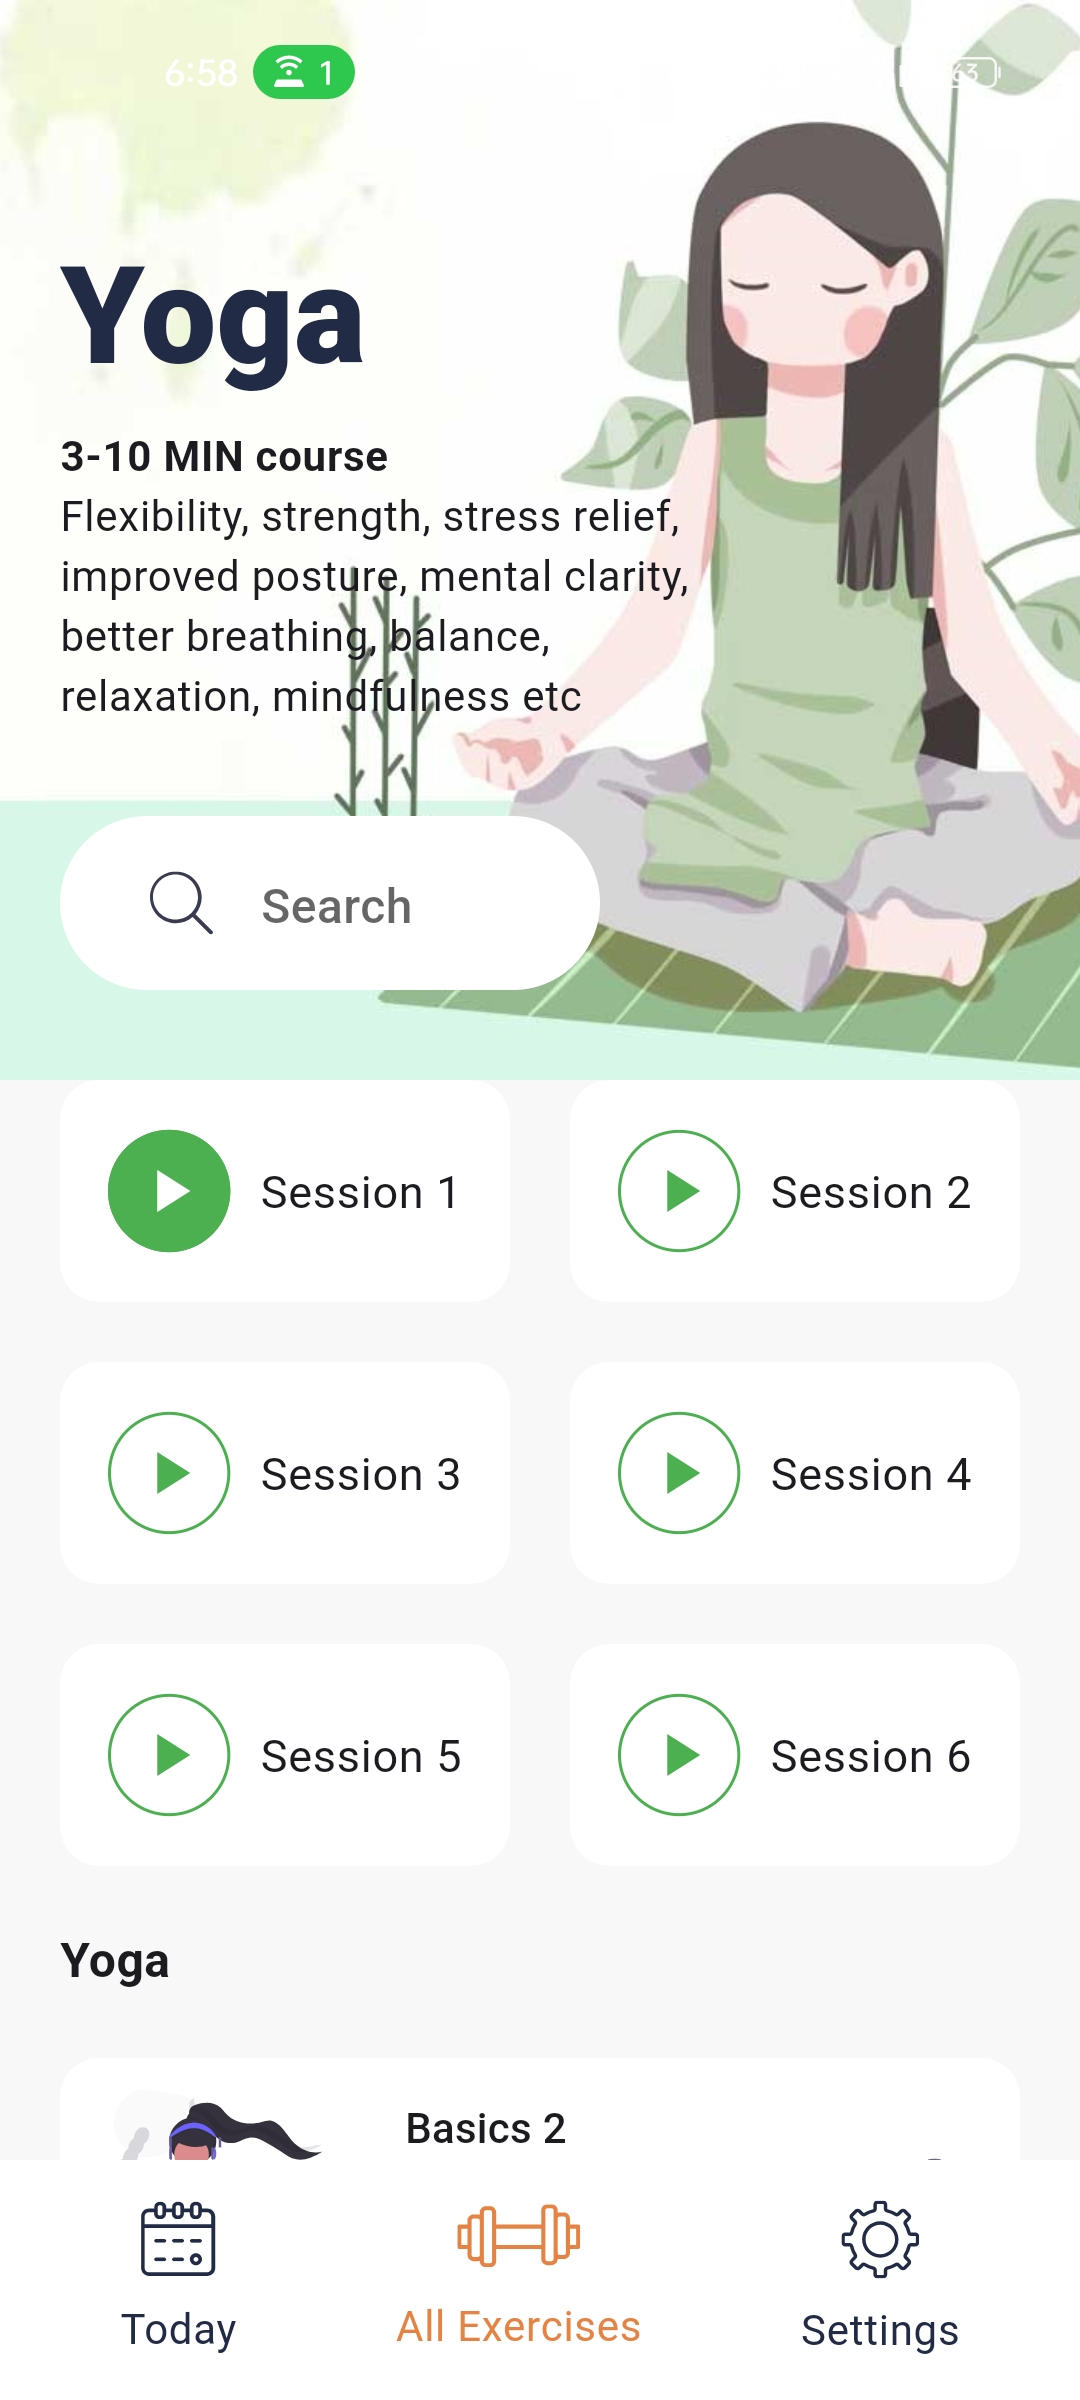 6:58 1 63
Yoga
3-10 MIN course
Flexibility, strength, stress relief,
improved posture, mental clarity,
better breathing, balance,
relaxation, mindfulness etc
Search
Session 1
Session 2
Session 3
Session 4
Session 5
Session 6
Yoga
Basics 2
Today
All Exercises
Settings